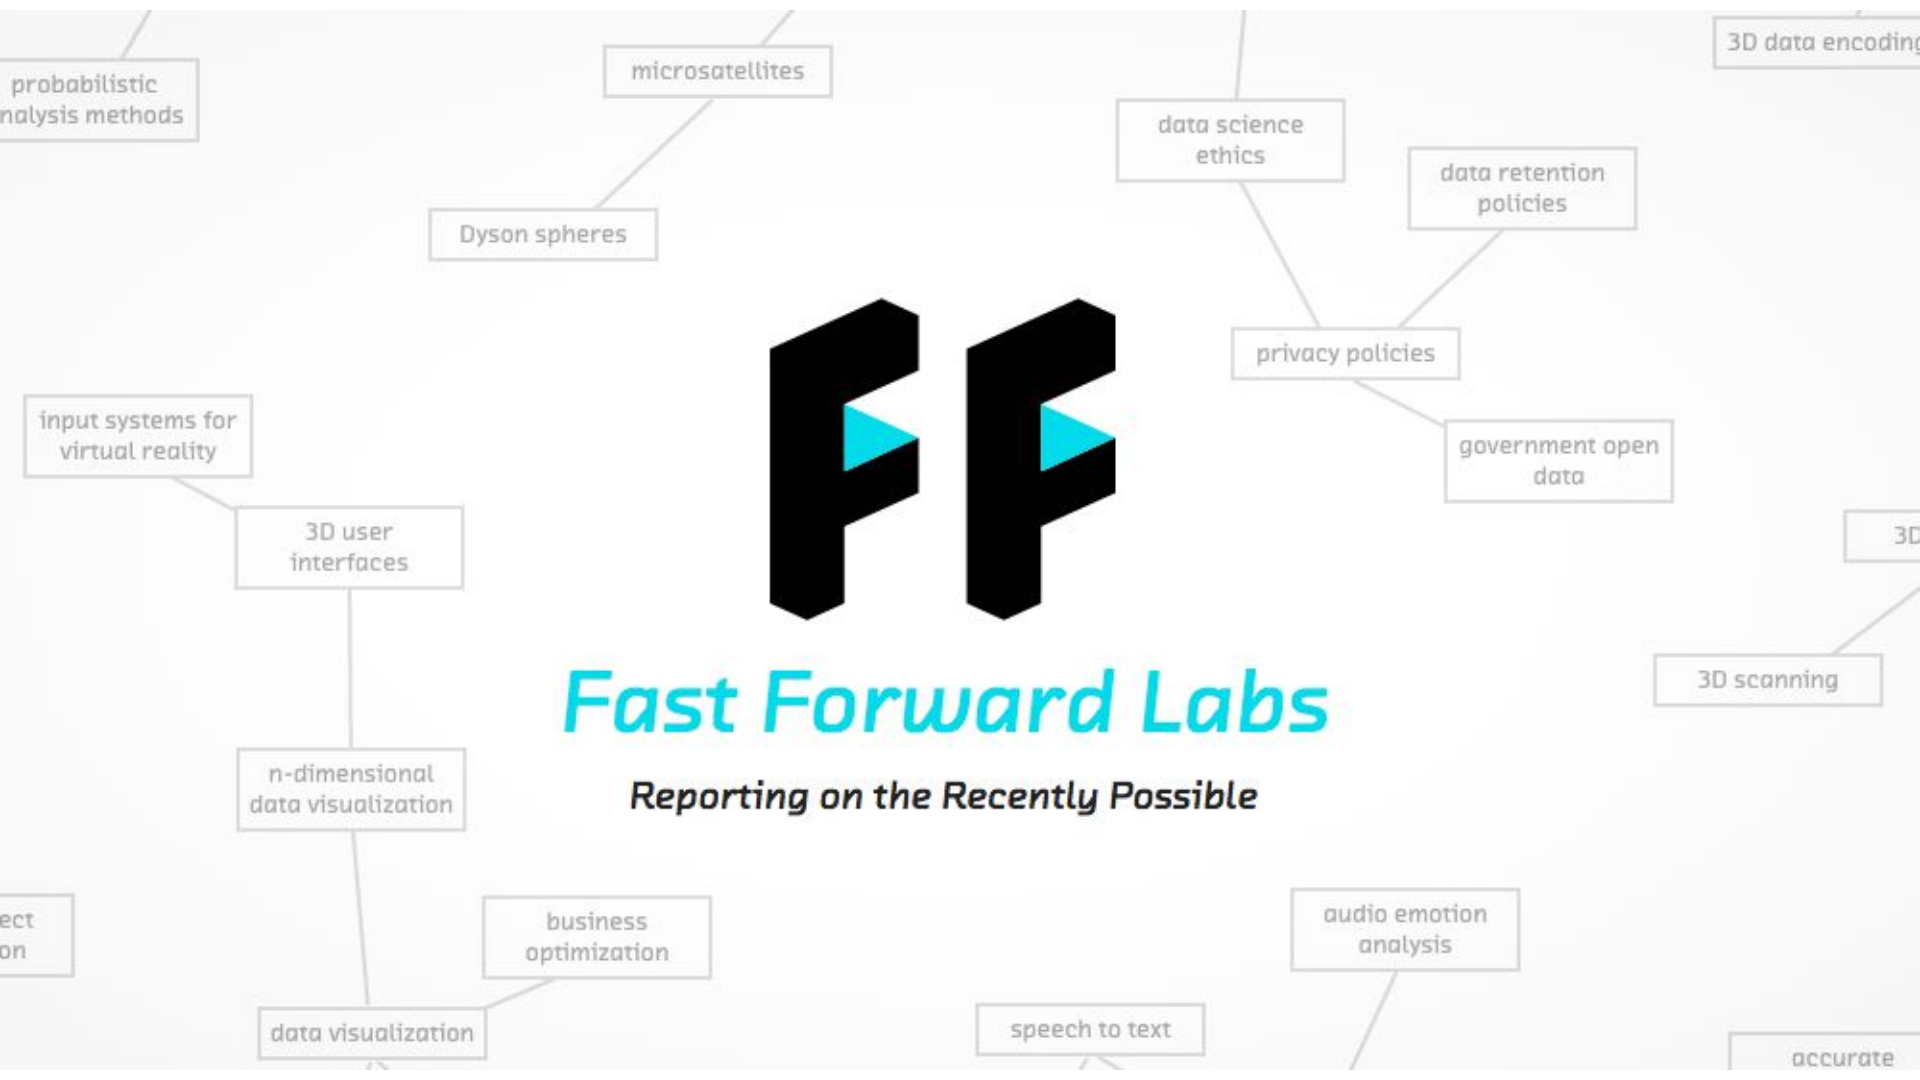 probabilistic
nalysis methods
microsatellites
Dyson spheres
data science
ethics
data retention
policies
3D data encoding
privacy policies
government open
data
input systems for
virtual reality
3D user
interfaces
3D
3D scanning
FF
Fast Forward Labs
Reporting on the Recently Possible
n-dimensional
data visualization
ect
on
business
optimization
data visualization
audio emotion
analysis
speech to text
accurate